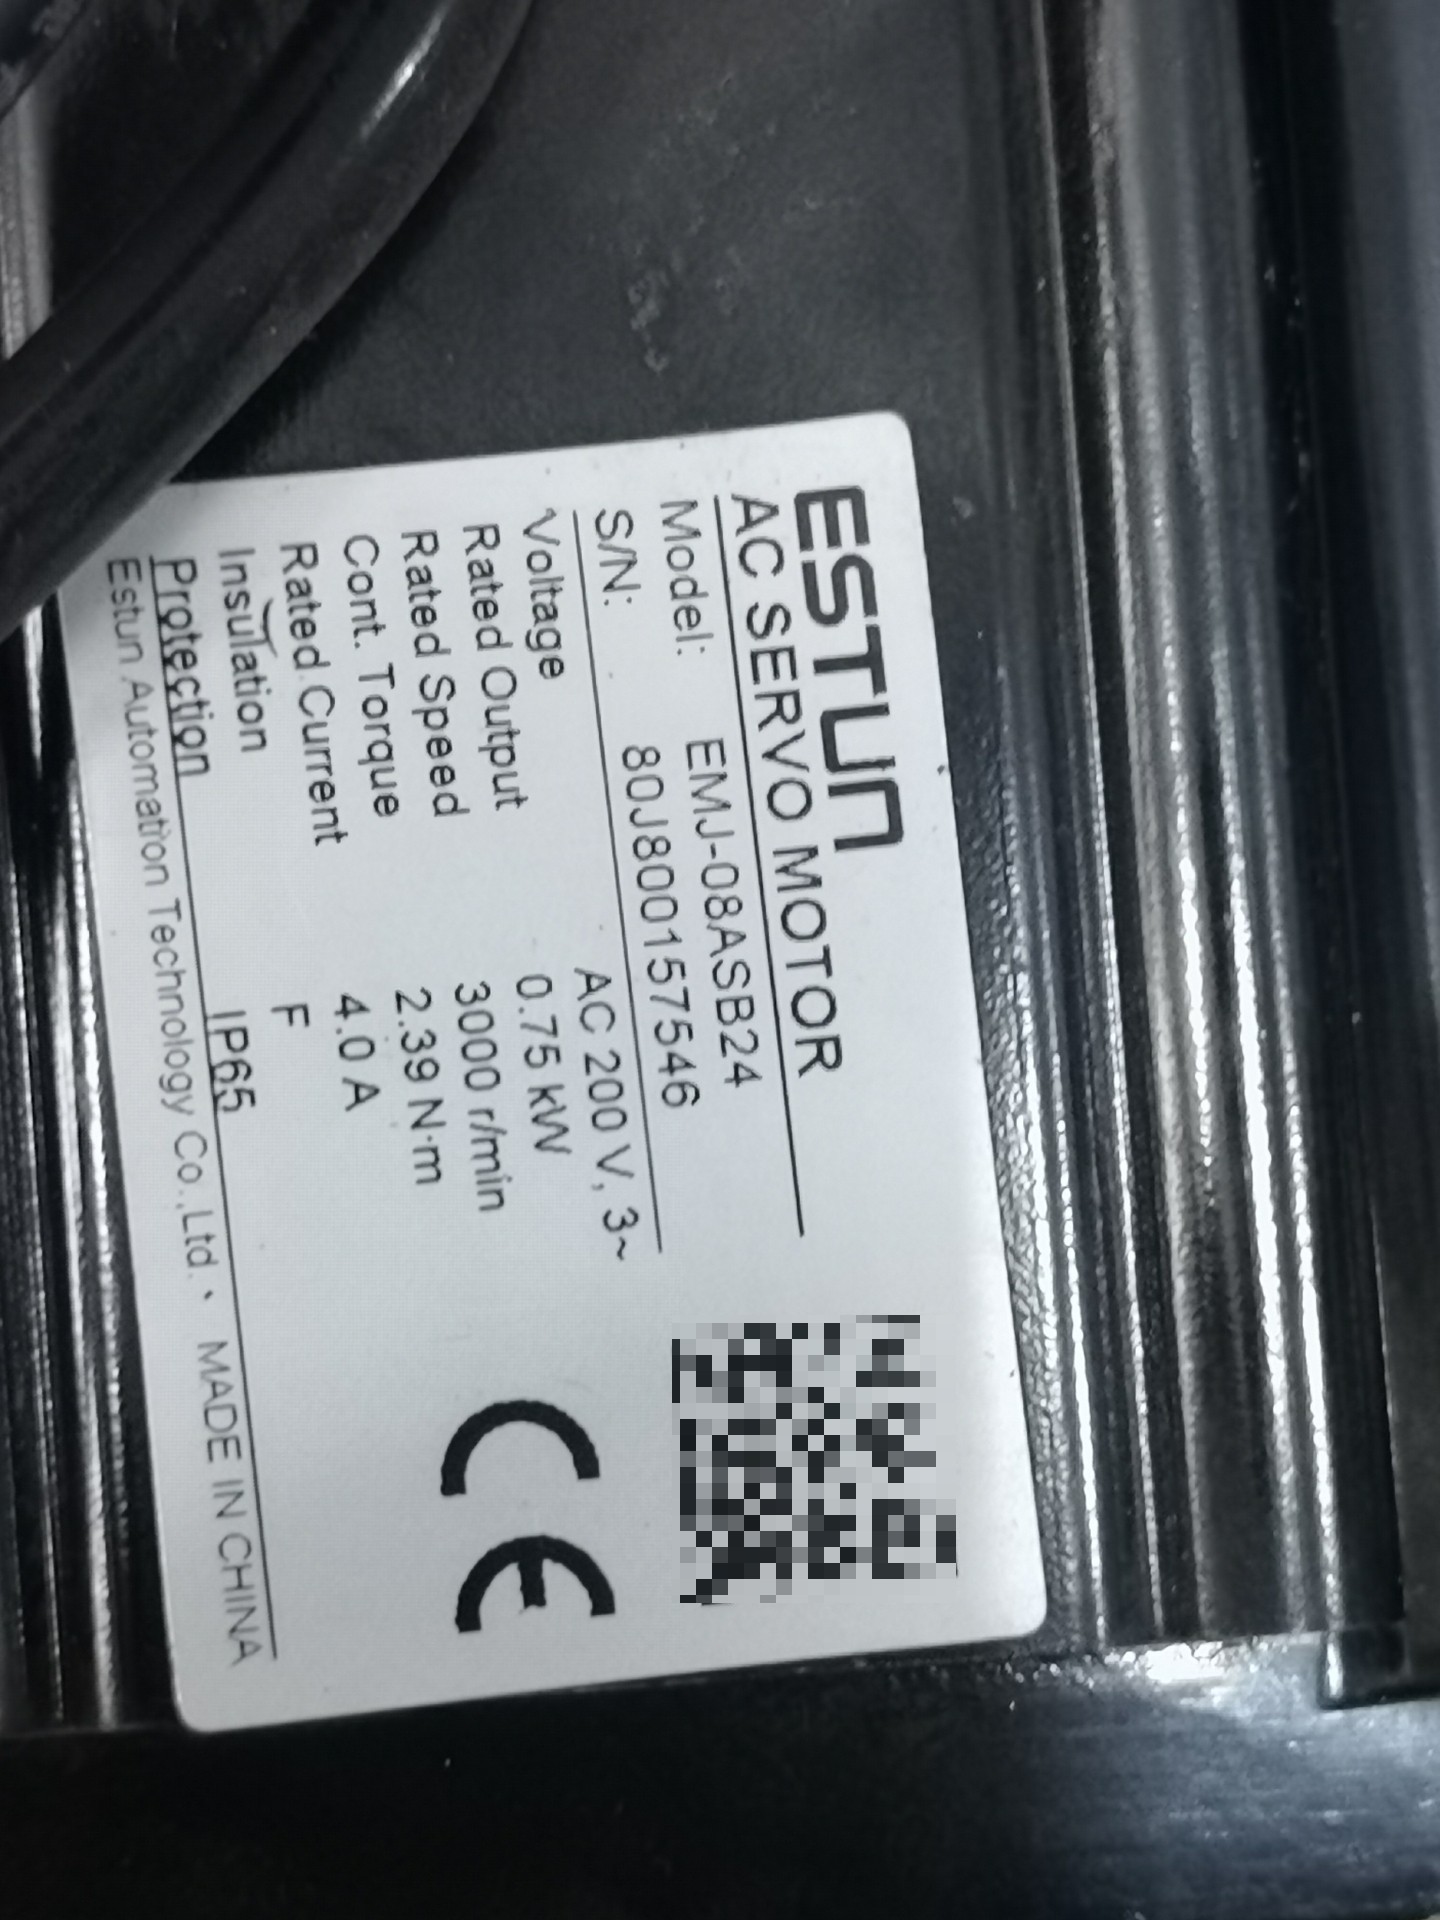 ESTUN
AC SERVO MOTOR
Model: EMJ-08ASB24
S/N: 80J800157546
Voltage AC 200 V, 3~
Rated Output 0.75 kW
Rated Speed 3000 r/min
Cont. Torque 2.39 N·m
Rated Current 4.0 A
Insulation F
Protection IP65
Estun Automation Technology Co.,Ltd. MADE IN CHINA
CE